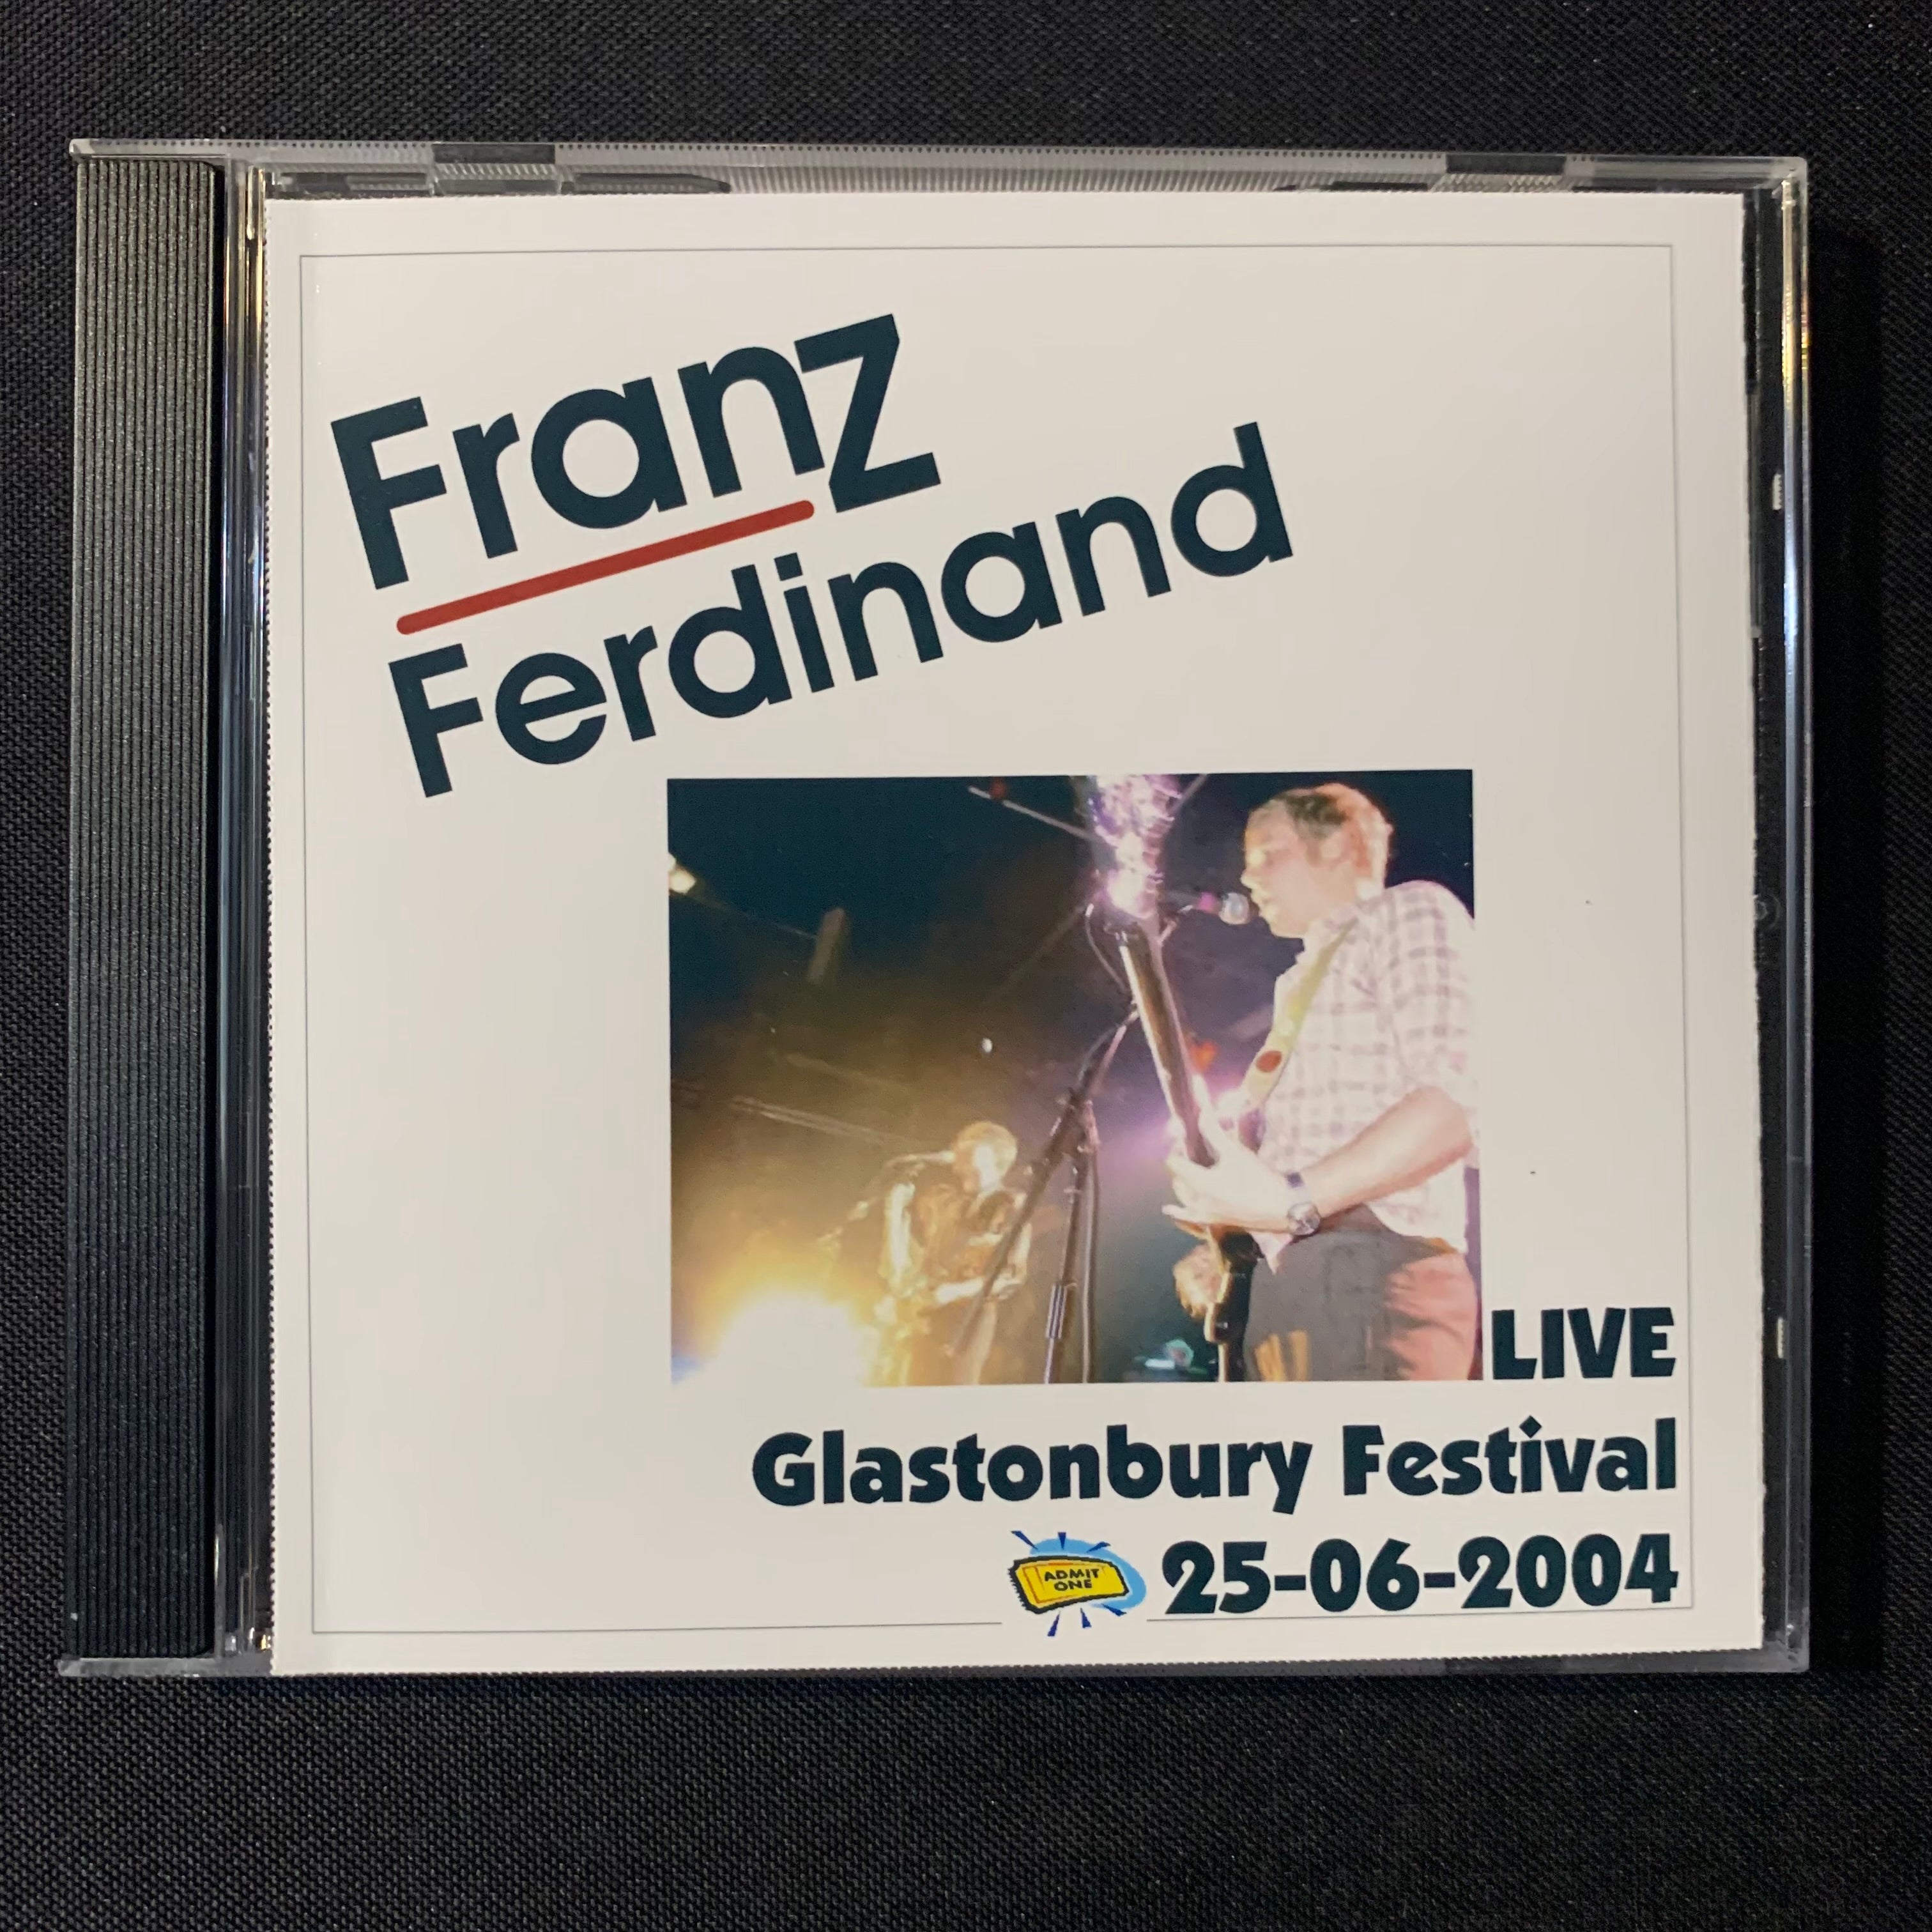 Franz
Ferdinand
LIVE
Glastonbury Festival
ADMIT
ONE
25-06-2004